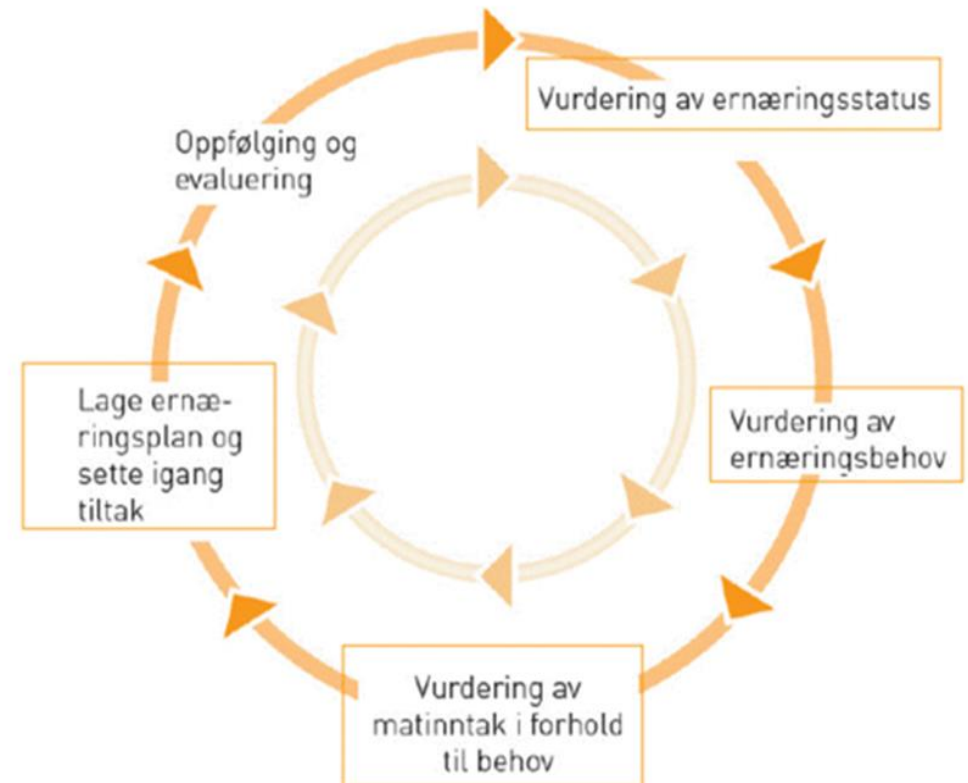 Vurdering av ernæringsstatus
Vurdering av
ernæringsbehov
Vurdering av
matinntak i forhold
til behov
Lage ernæ-
ringsplan og
sette igang
tiltak
Oppfølging og
evaluering